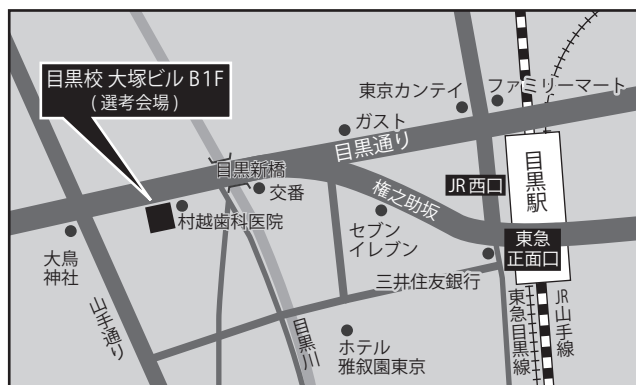 目黒校 大塚ビル B1F
( 選考会場 )
東京カンテイ
ファミリーマート
ガスト
目黒通り
目黒新橋
交番
村越歯科医院
大鳥
神社
山手通り
目黒川
権之助坂
セブン
イレブン
JR 西口
目黒駅
東急
正面口
三井住友銀行
ホテル
雅叙園東京
東急目黒線
JR
山手線